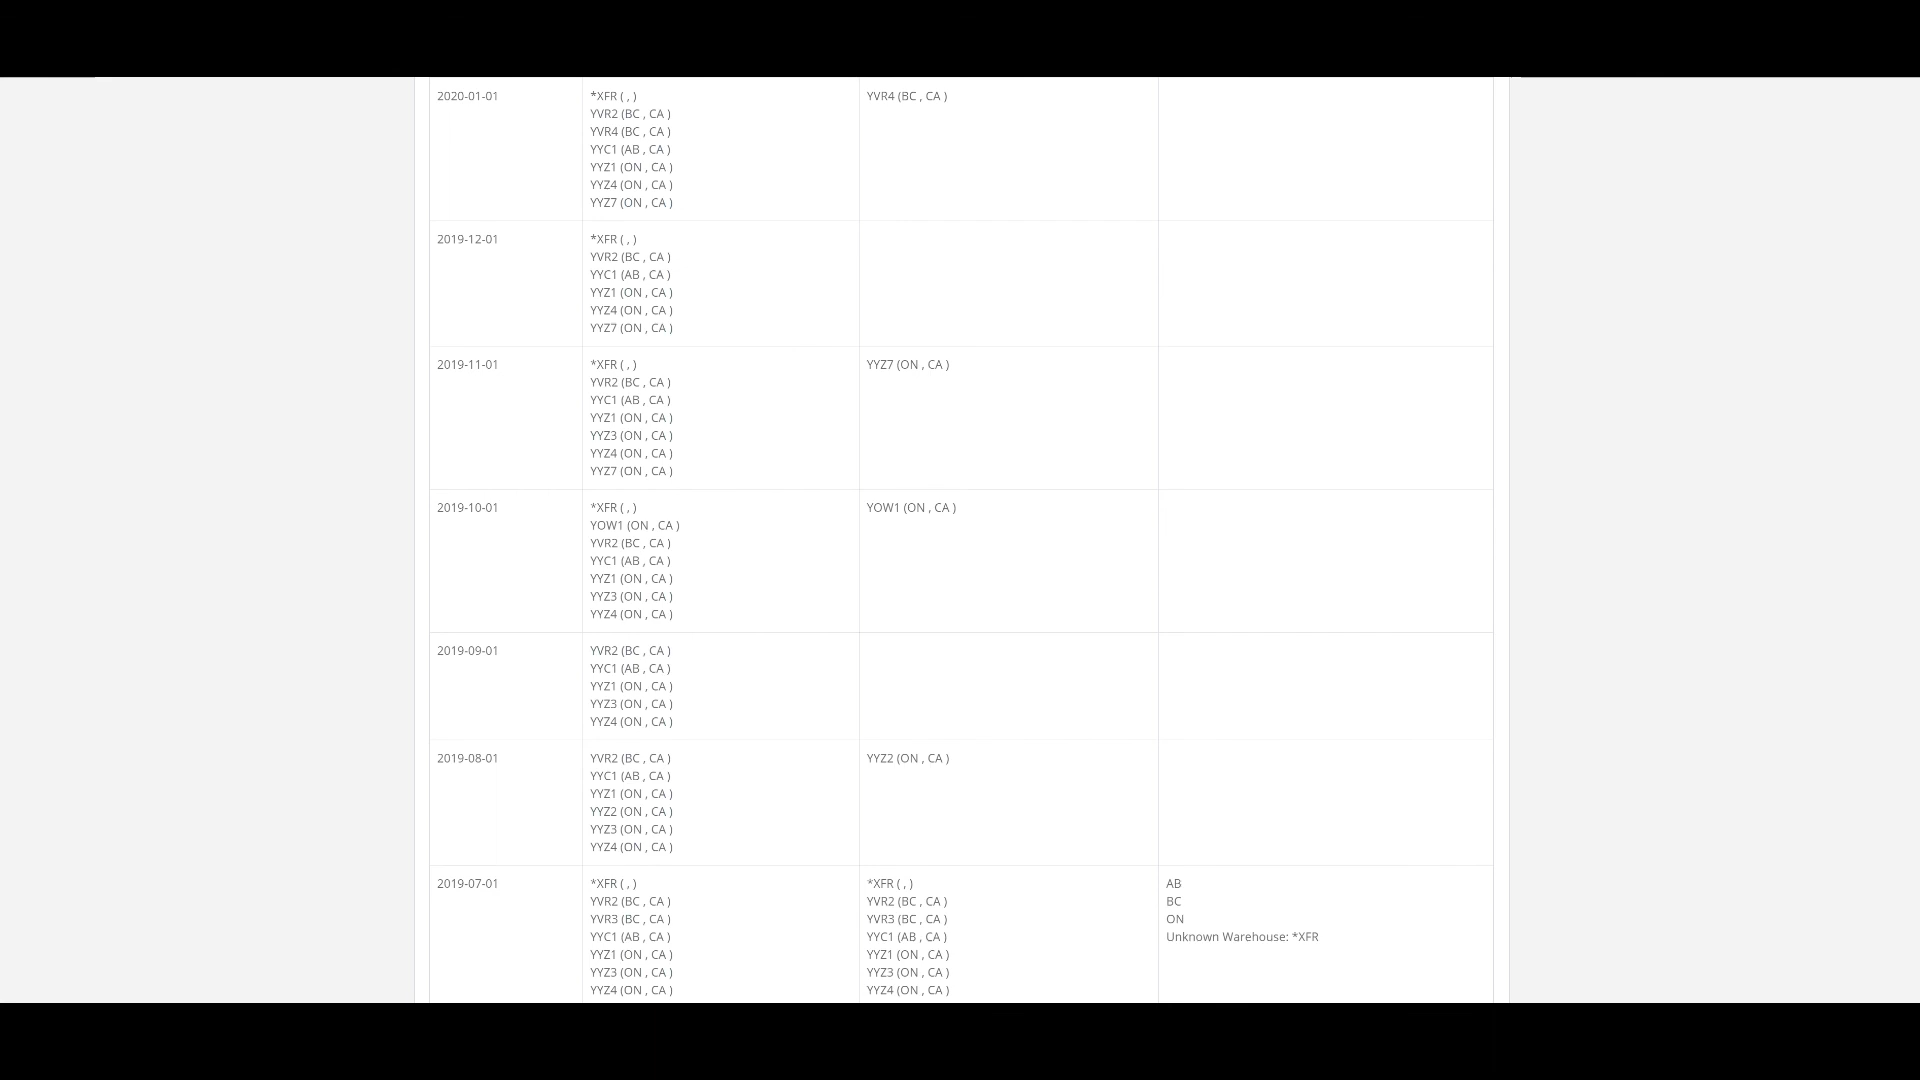 2020-01-01 *XFR ( , ) YVR4 (BC , CA )
YVR2 (BC , CA )
YVR4 (BC , CA )
YYC1 (AB , CA )
YYZ1 (ON , CA )
YYZ4 (ON , CA )
YYZ7 (ON , CA )
2019-12-01 *XFR ( , )
YVR2 (BC , CA )
YYC1 (AB , CA )
YYZ1 (ON , CA )
YYZ4 (ON , CA )
YYZ7 (ON , CA )
2019-11-01 *XFR ( , ) YYZ7 (ON , CA )
YVR2 (BC , CA )
YYC1 (AB , CA )
YYZ1 (ON , CA )
YYZ3 (ON , CA )
YYZ4 (ON , CA )
YYZ7 (ON , CA )
2019-10-01 *XFR ( , ) YOW1 (ON , CA )
YOW1 (ON , CA )
YVR2 (BC , CA )
YYC1 (AB , CA )
YYZ1 (ON , CA )
YYZ3 (ON , CA )
YYZ4 (ON , CA )
2019-09-01 YVR2 (BC , CA )
YYC1 (AB , CA )
YYZ1 (ON , CA )
YYZ3 (ON , CA )
YYZ4 (ON , CA )
2019-08-01 YVR2 (BC , CA ) YYZ2 (ON , CA )
YYC1 (AB , CA )
YYZ1 (ON , CA )
YYZ2 (ON , CA )
YYZ3 (ON , CA )
YYZ4 (ON , CA )
2019-07-01 *XFR ( , ) *XFR ( , ) AB
YVR2 (BC , CA ) YVR2 (BC , CA ) BC
YVR3 (BC , CA ) YVR3 (BC , CA ) ON
YYC1 (AB , CA ) YYC1 (AB , CA ) Unknown Warehouse: *XFR
YYZ1 (ON , CA ) YYZ1 (ON , CA )
YYZ3 (ON , CA ) YYZ3 (ON , CA )
YYZ4 (ON , CA ) YYZ4 (ON , CA )